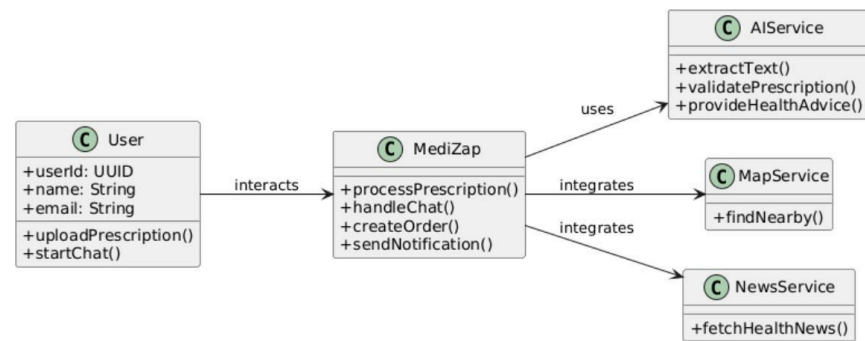 C User
+userId: UUID
+name: String
+email: String
+uploadPrescription()
+startChat()
interacts
C MediZap
+processPrescription()
+handleChat()
+createOrder()
+sendNotification()
uses
integrates
integrates
C AIService
+extractText()
+validatePrescription()
+provideHealthAdvice()
C MapService
+findNearby()
C NewsService
+fetchHealthNews()